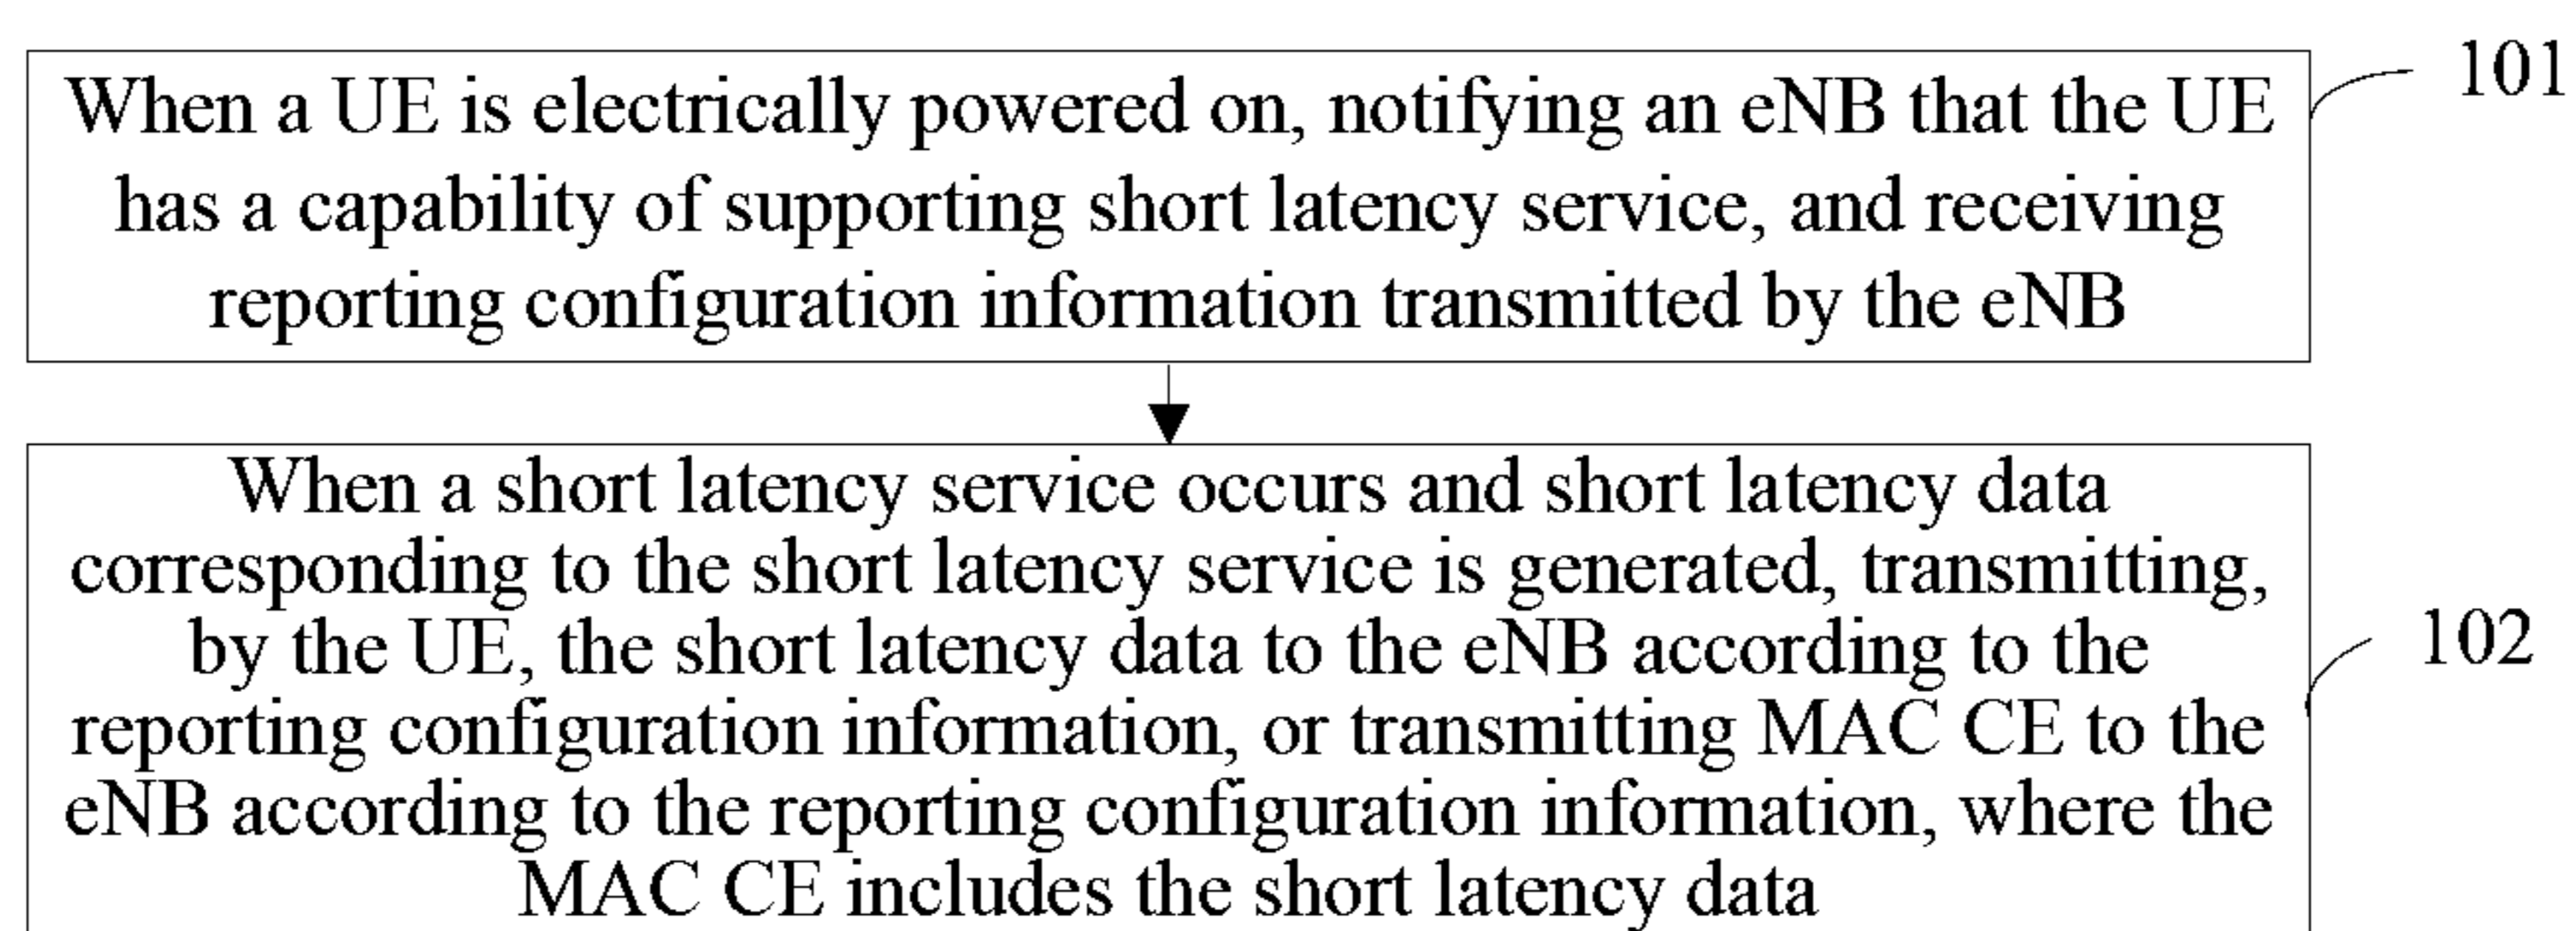 When a UE is electrically powered on, notifying an eNB that the UE
has a capability of supporting short latency service, and receiving
reporting configuration information transmitted by the eNB
101
When a short latency service occurs and short latency data
corresponding to the short latency service is generated, transmitting,
by the UE, the short latency data to the eNB according to the
reporting configuration information, or transmitting MAC CE to the
eNB according to the reporting configuration information, where the
MAC CE includes the short latency data
102